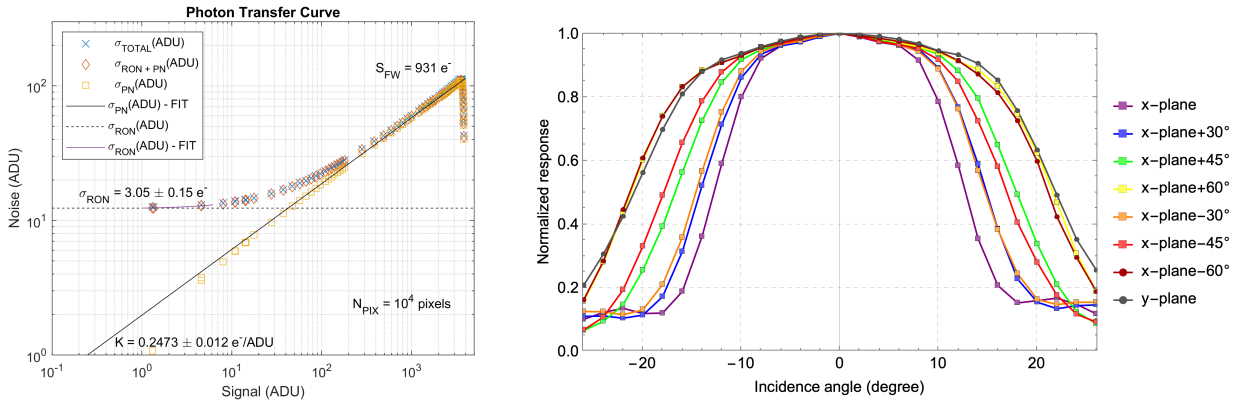 Photon Transfer Curve
σTOTAL(ADU)
σRON + PN(ADU)
σPN(ADU)
σPN(ADU) - FIT
σRON(ADU)
σRON(ADU) - FIT
SFW = 931 e-
σRON = 3.05 ± 0.15 e-
NPIX = 10^4 pixels
K = 0.2473 ± 0.012 e-/ADU
Noise (ADU)
10^2
10^1
10^0
10^-1 10^0 10^1 10^2 10^3
Signal (ADU)
Normalized response
1.0
0.8
0.6
0.4
0.2
0.0
−20 −10 0 10 20
Incidence angle (degree)
x−plane
x−plane+30°
x−plane+45°
x−plane+60°
x−plane−30°
x−plane−45°
x−plane−60°
y−plane